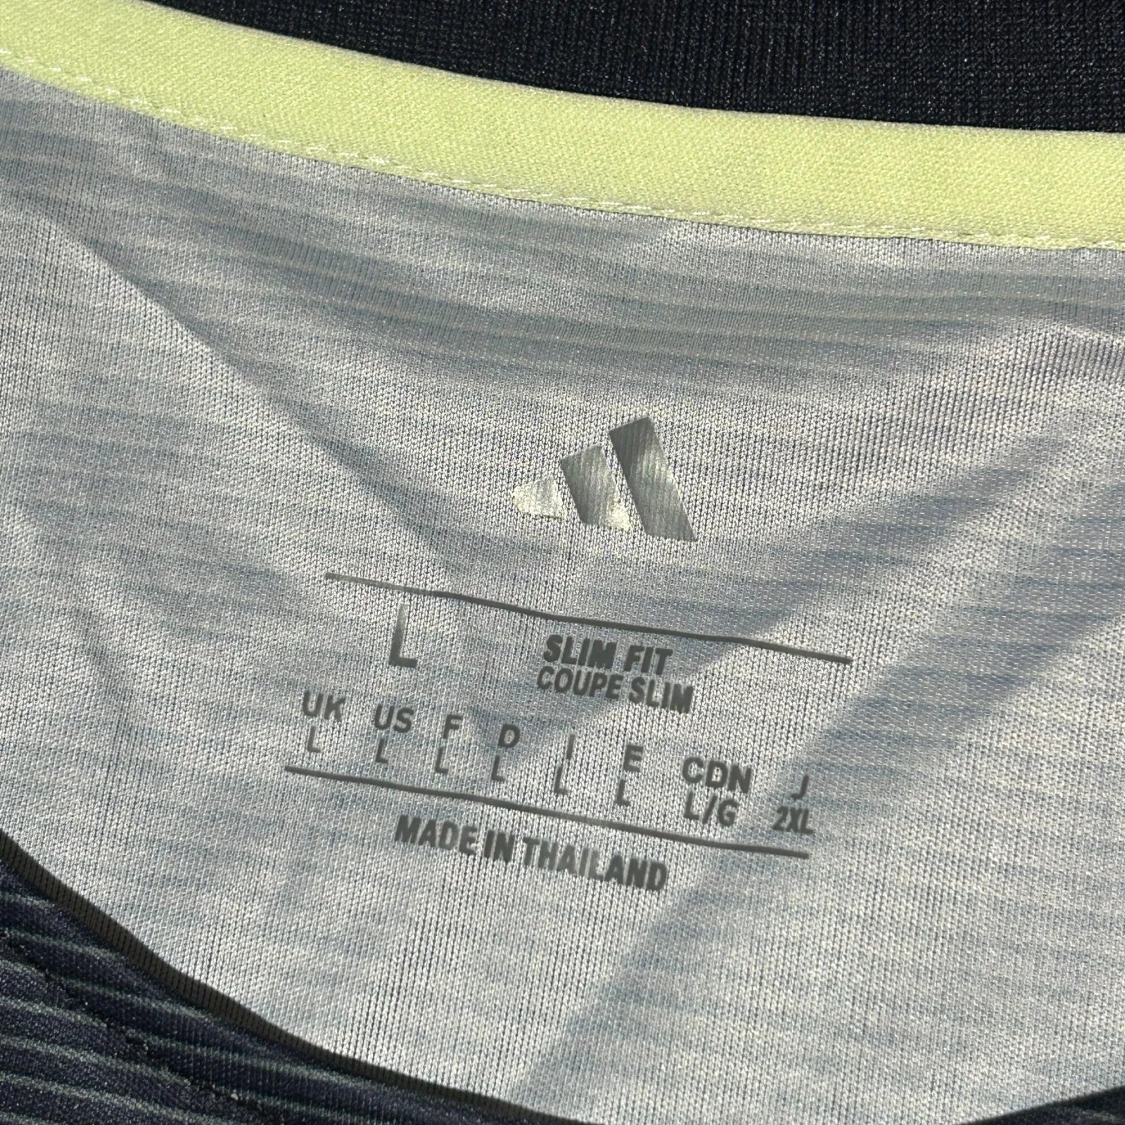 L
SLIM FIT
COUPE SLIM
UK US F D I E CDN J
L L L L L L L/G 2XL
MADE IN THAILAND